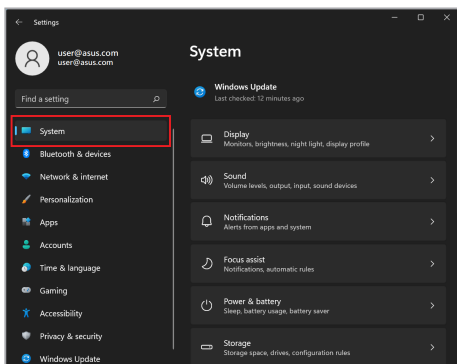 Settings
user@asus.com
user@asus.com
Find a setting
System
Bluetooth & devices
Network & internet
Personalization
Apps
Accounts
Time & language
Gaming
Accessibility
Privacy & security
Windows Update
System
Windows Update
Last checked: 12 minutes ago
Display
Monitors, brightness, night light, display profile
Sound
Volume levels, output, input, sound devices
Notifications
Alerts from apps and system
Focus assist
Notifications, automatic rules
Power & battery
Sleep, battery usage, battery saver
Storage
Storage space, drives, configuration rules